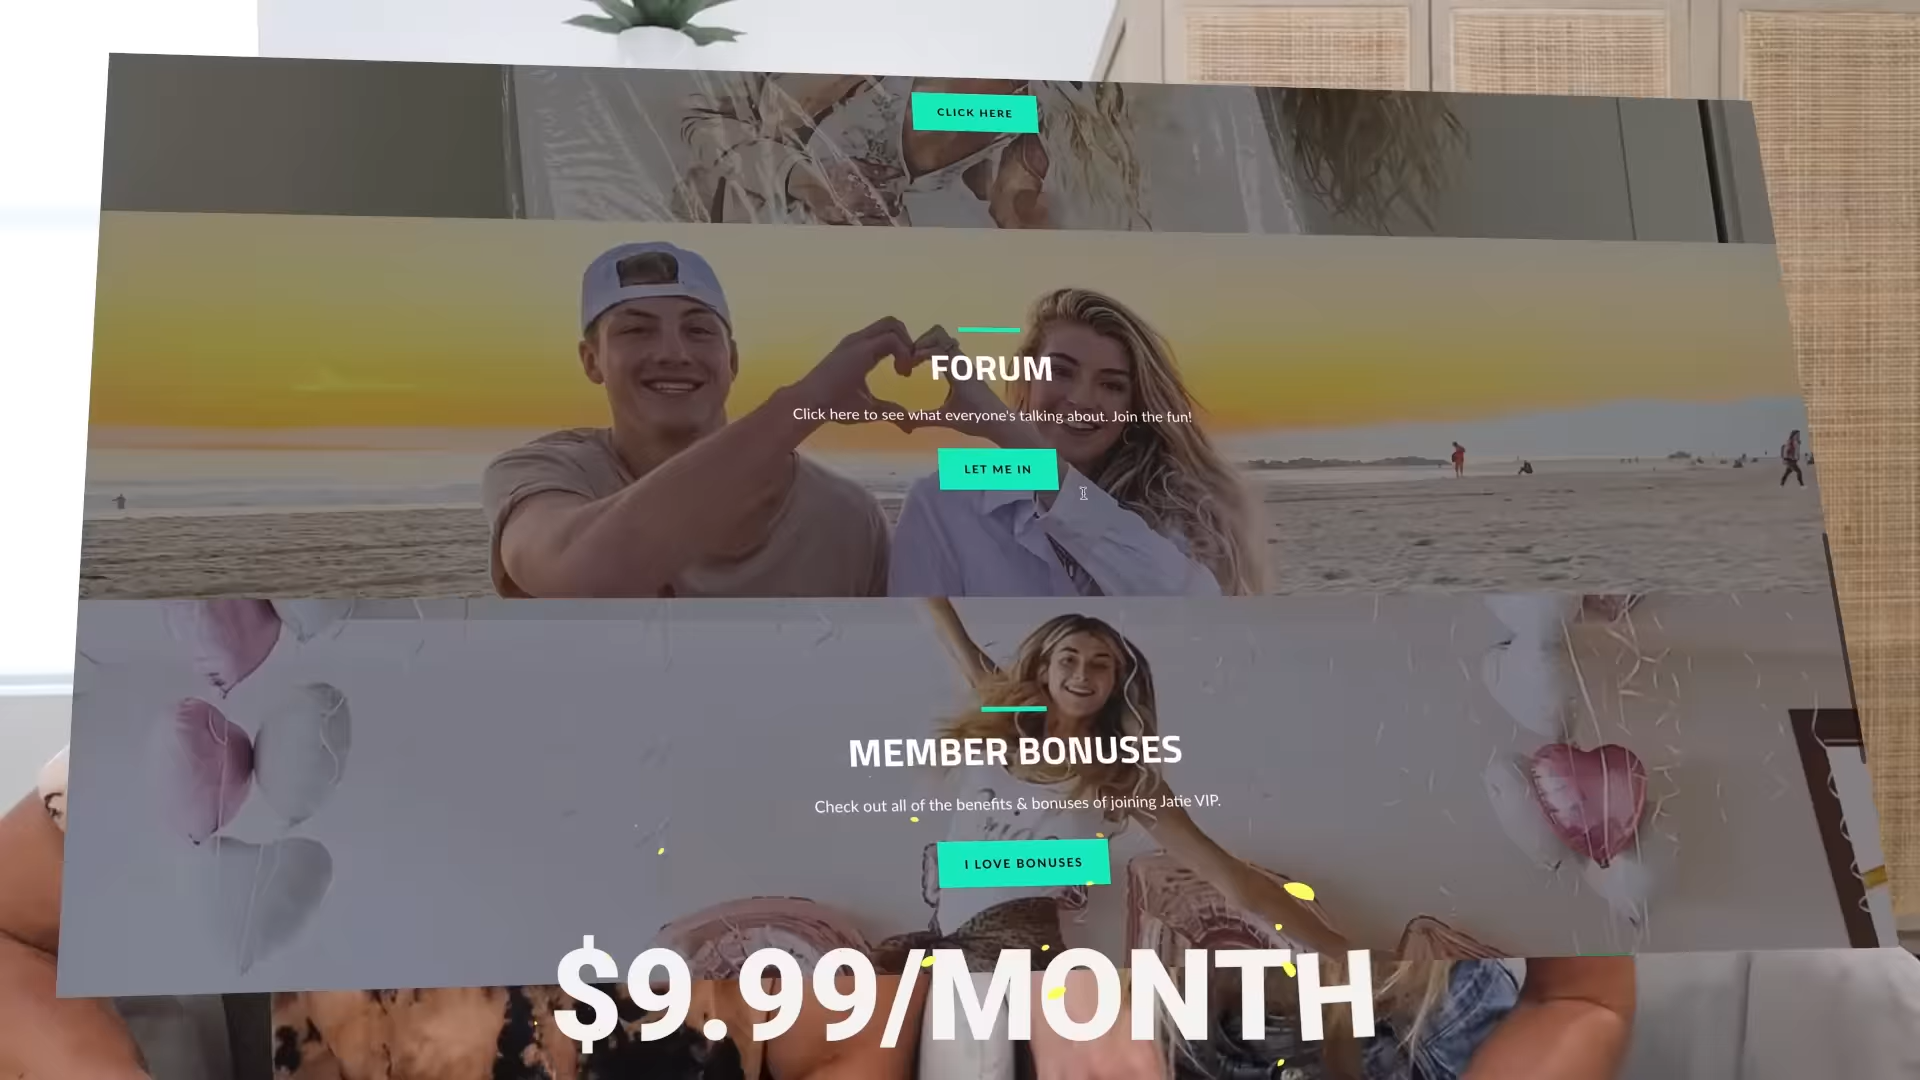 CLICK HERE
FORUM
Click here to see what everyone's talking about. Join the fun!
LET ME IN
MEMBER BONUSES
Check out all of the benefits & bonuses of joining Jatie VIP.
I LOVE BONUSES
$9.99/MONTH